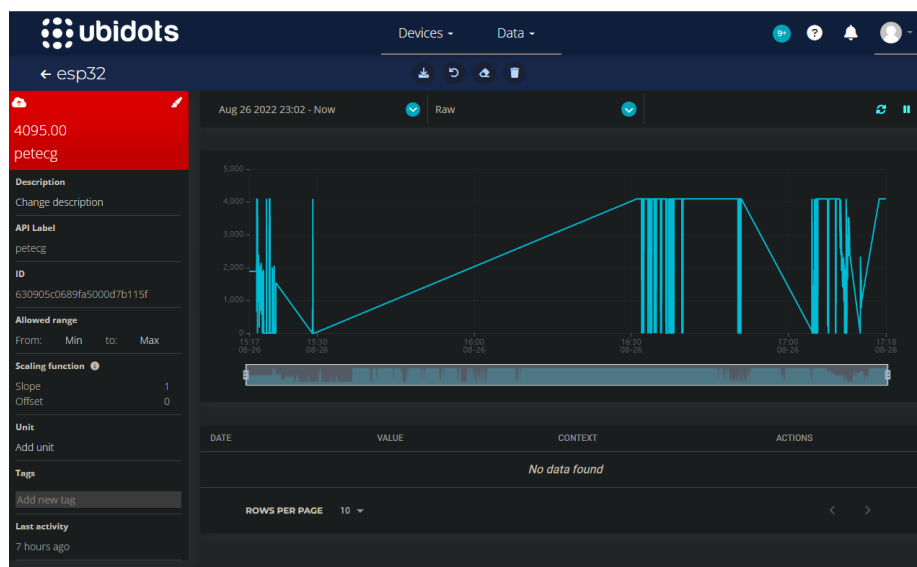 ubidots
Devices
Data
9+
?
← esp32
4095.00
petecg
Description
Change description
API Label
petecg
ID
630905c0689fa5000d7b115f
Allowed range
From: Min to: Max
Scaling function
Slope 1
Offset 0
Unit
Add unit
Tags
Add new tag
Last activity
7 hours ago
Aug 26 2022 23:02 - Now
Raw
5,000
4,000
3,000
2,000
1,000
0
15:17 15:30 16:00 16:30 17:00 17:18
08-26 08-26 08-26 08-26 08-26 08-26
DATE VALUE CONTEXT ACTIONS
No data found
ROWS PER PAGE 10